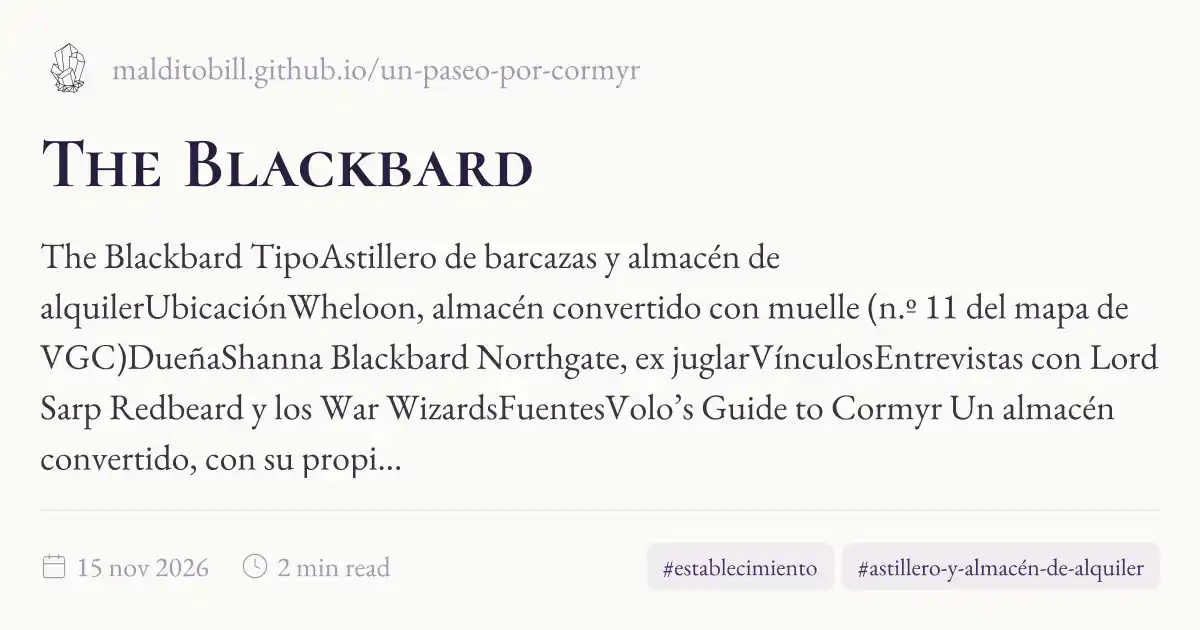 malditobill.github.io/un-paseo-por-cormyr
The Blackbard
The Blackbard TipoAstillero de barcazas y almacén de
alquilerUbicaciónWheloon, almacén convertido con muelle (n.º 11 del mapa de
VGC)DueñaShanna Blackbard Northgate, ex juglarVínculosEntrevistas con Lord
Sarp Redbeard y los War WizardsFuentesVolo’s Guide to Cormyr Un almacén
convertido, con su propi...
15 nov 2026 2 min read #establecimiento #astillero-y-almacén-de-alquiler